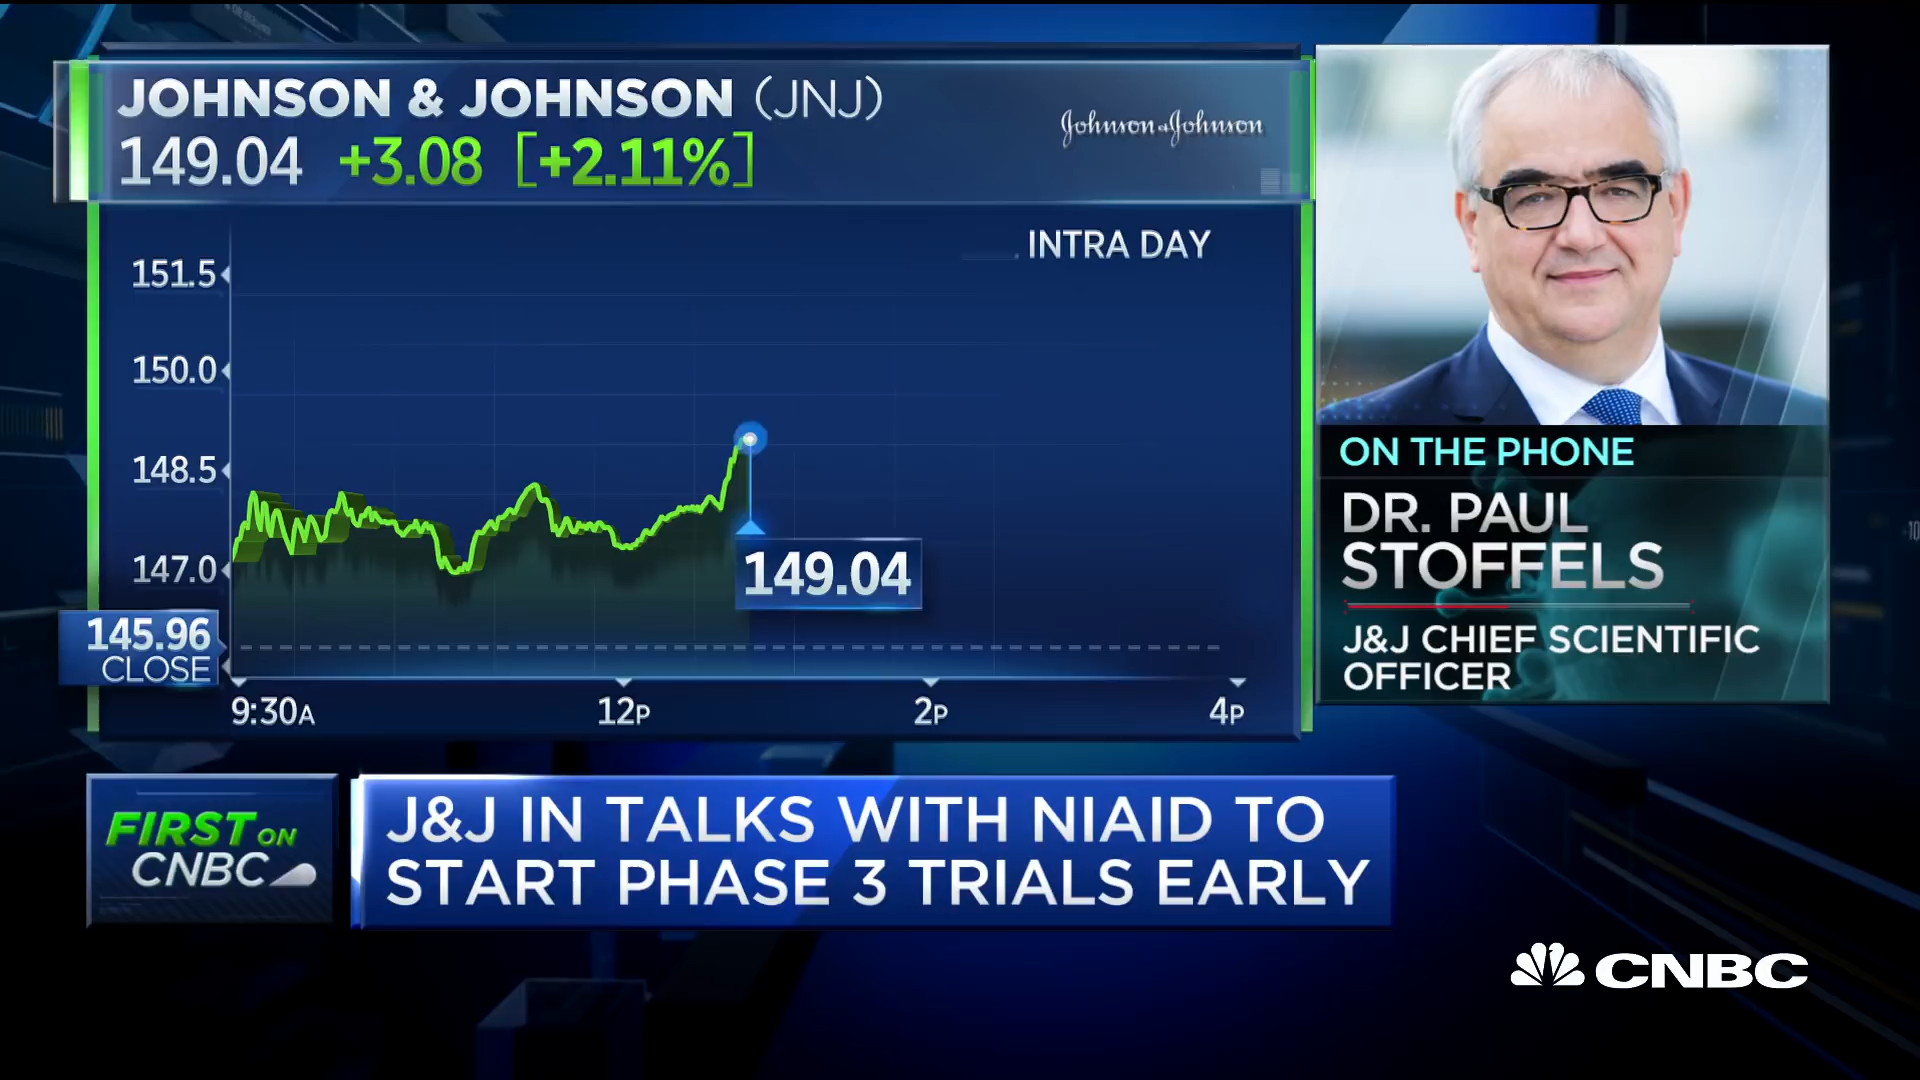 JOHNSON & JOHNSON (JNJ)
149.04 +3.08 [+2.11%]
Johnson&Johnson
INTRA DAY
151.5
150.0
148.5
147.0
145.96
CLOSE
149.04
9:30A 12P 2P 4P
ON THE PHONE
DR. PAUL
STOFFELS
J&J CHIEF SCIENTIFIC
OFFICER
FIRST ON
CNBC
J&J IN TALKS WITH NIAID TO
START PHASE 3 TRIALS EARLY
CNBC